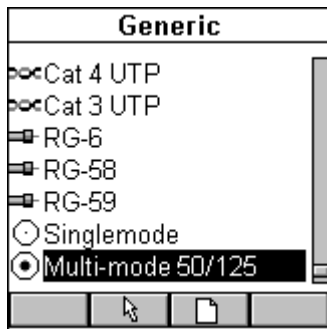 Generic
Cat 4 UTP
Cat 3 UTP
RG-6
RG-58
RG-59
Singlemode
Multi-mode 50/125